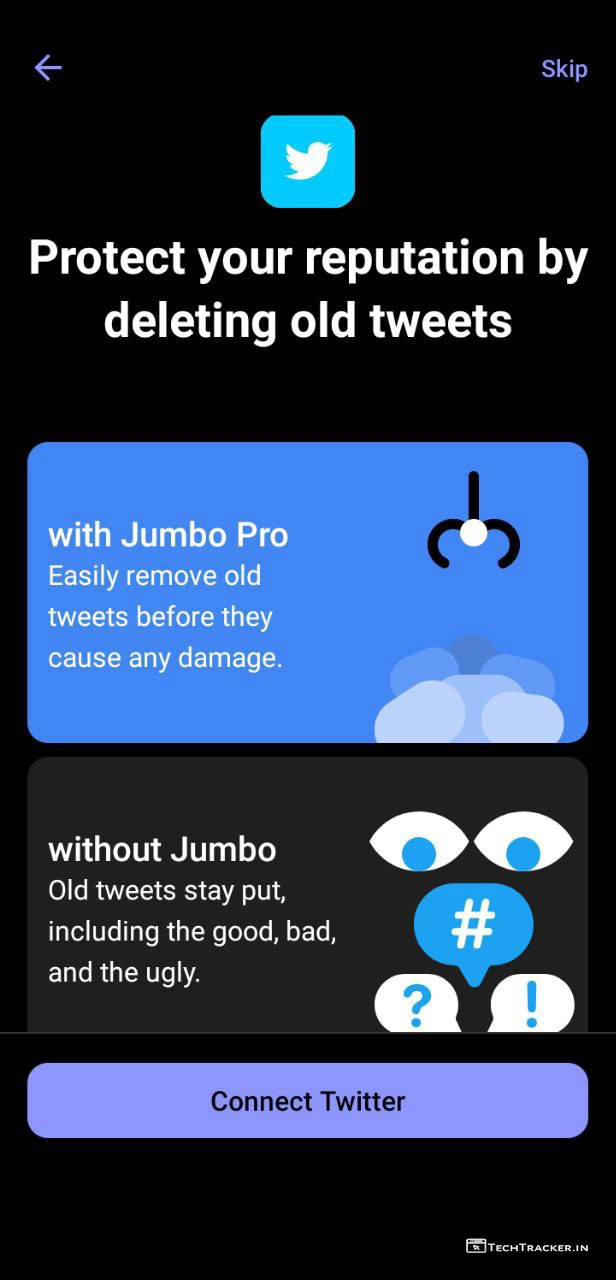 Skip
Protect your reputation by
deleting old tweets
with Jumbo Pro
Easily remove old
tweets before they
cause any damage.
without Jumbo
Old tweets stay put,
including the good, bad,
and the ugly.
#
? !
Connect Twitter
TECHTRACKER.IN